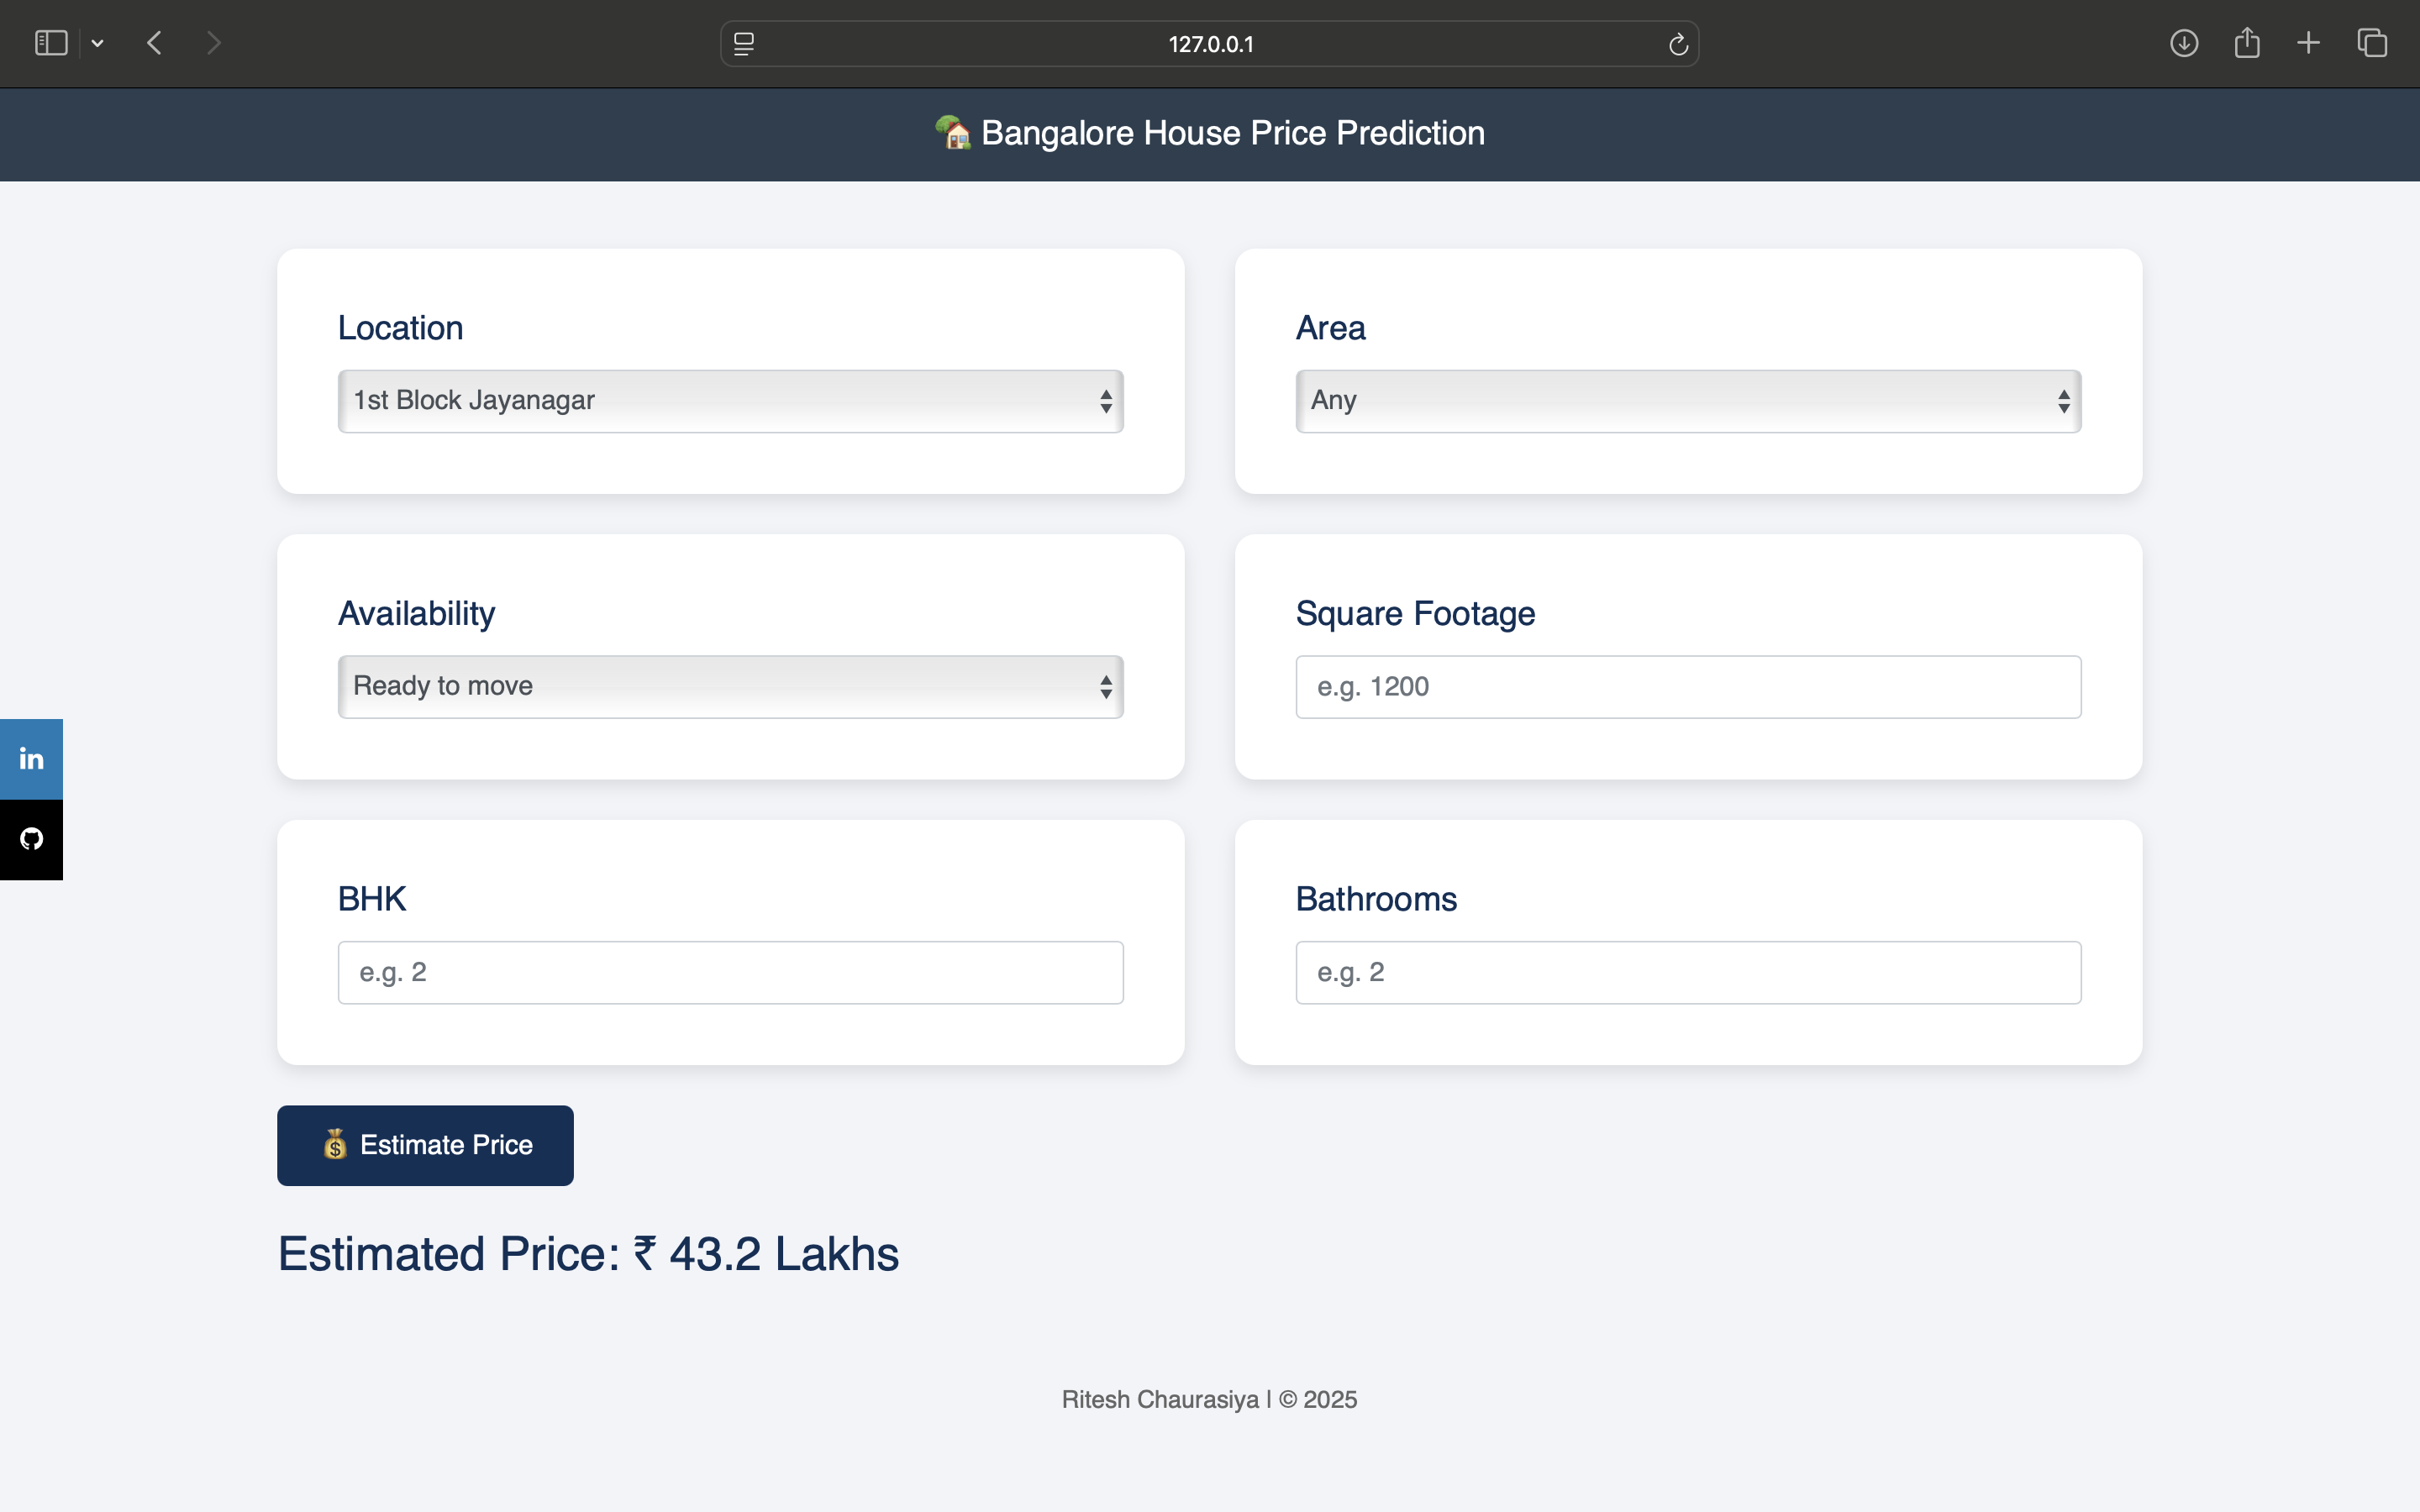 127.0.0.1
Bangalore House Price Prediction
Location
1st Block Jayanagar
Area
Any
Availability
Ready to move
Square Footage
e.g. 1200
in
BHK
e.g. 2
Bathrooms
e.g. 2
Estimate Price
Estimated Price: ₹ 43.2 Lakhs
Ritesh Chaurasiya | © 2025